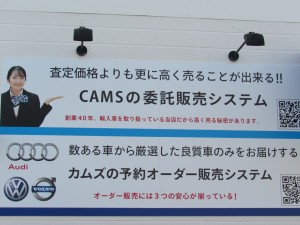 査定価格よりも更に高く売ることが出来る!!
CAMSの委託販売システム
創業40年、輸入車を取り扱っている当店だから高く売る秘密があります。
数ある車から厳選した良質車のみをお届けする
Audi
カムズの予約オーダー販売システム
VOLVO
オーダー販売には3つの安心が揃っている!